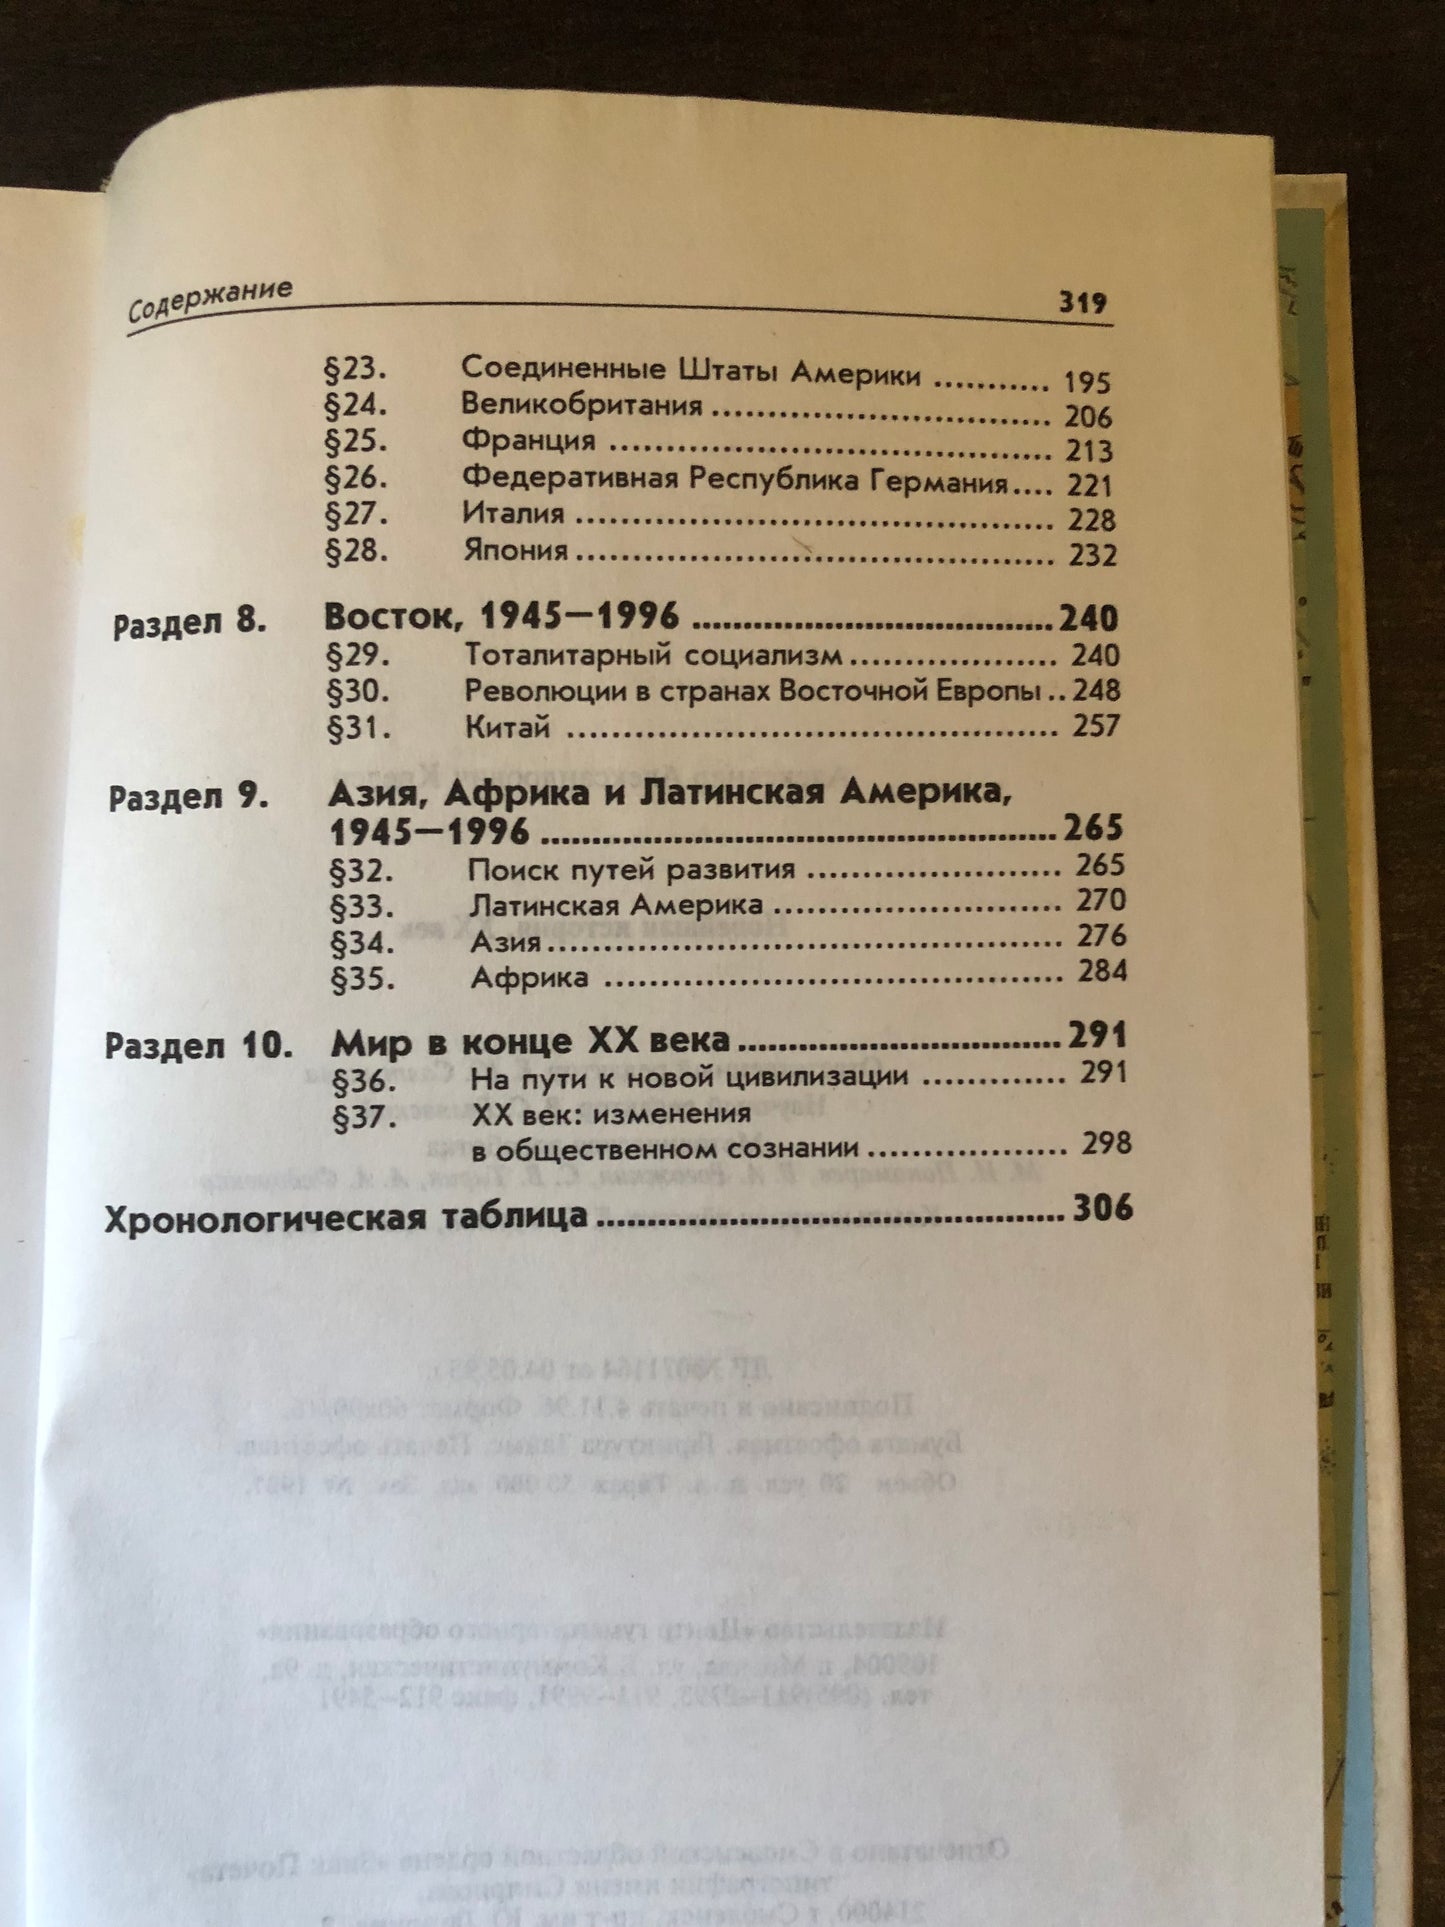 Содержание 319
§23. Соединенные Штаты Америки ........... 195
§24. Великобритания ................................ 206
§25. Франция .......................................... 213
§26. Федеративная Республика Германия.... 221
§27. Италия ............................................. 228
§28. Япония ............................................. 232
Раздел 8. Восток, 1945—1996 ................................... 240
§29. Тоталитарный социализм ................... 240
§30. Революции в странах Восточной Европы .. 248
§31. Китай .............................................. 257
Раздел 9. Азия, Африка и Латинская Америка,
1945—1996 .................................................. 265
§32. Поиск путей развития ........................ 265
§33. Латинская Америка ........................... 270
§34. Азия ................................................. 276
§35. Африка ............................................ 284
Раздел 10. Мир в конце XX века ................................ 291
§36. На пути к новой цивилизации .............. 291
§37. XX век: изменения
в общественном сознании ................... 298
Хронологическая таблица .............................................. 306